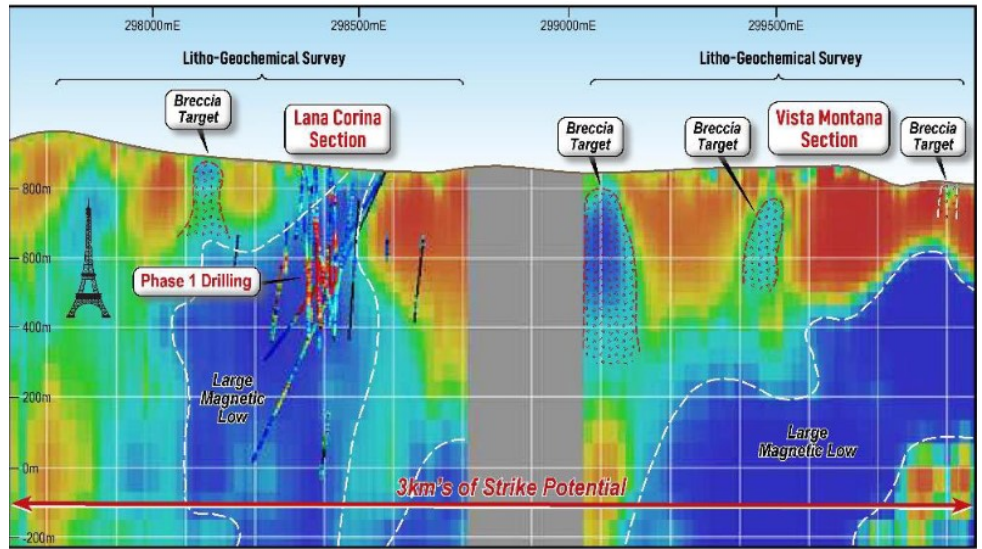 298000mE
298500mE
299000mE
299500mE
Litho-Geochemical Survey
Litho-Geochemical Survey
Breccia
Target
Lana Corina
Section
Breccia
Target
Breccia
Target
Vista Montana
Section
Breccia
Target
800m
600m
Phase 1 Drilling
400m
200m
Large
Magnetic
Low
Large
Magnetic Low
0m
3km's of Strike Potential
-200m